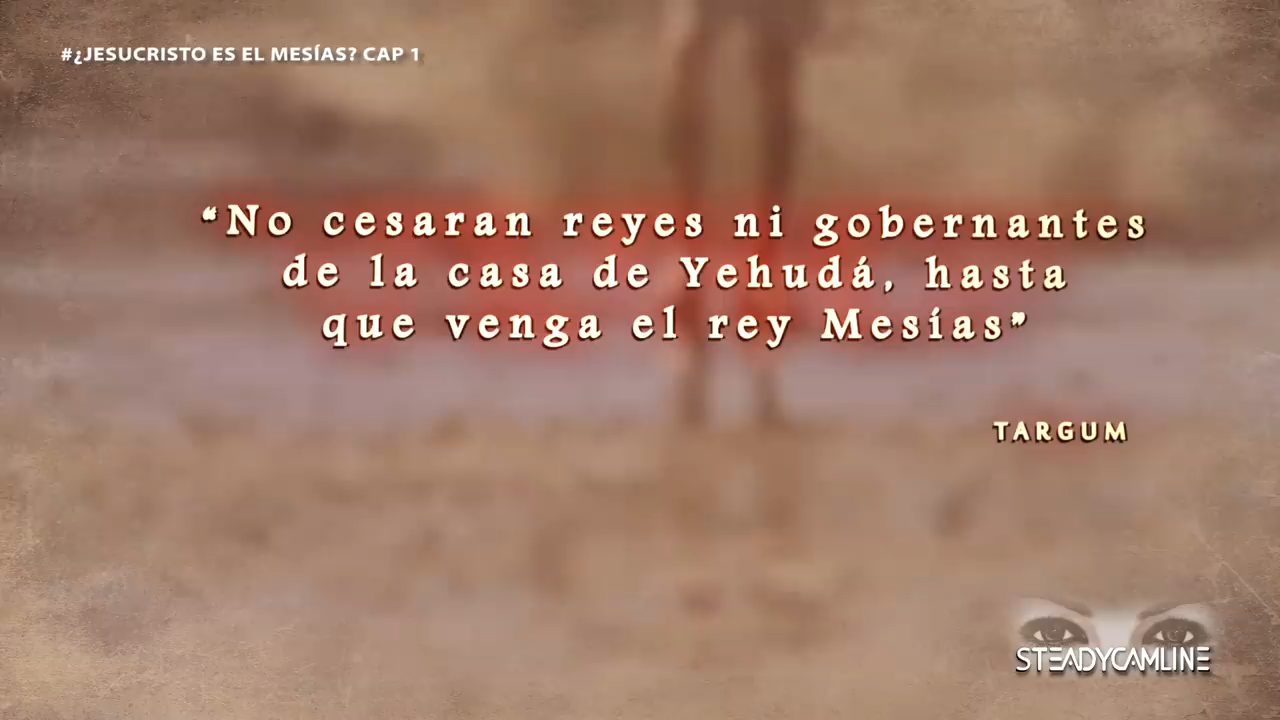 #¿JESUCRISTO ES EL MESÍAS? CAP 1
“No cesaran reyes ni gobernantes
de la casa de Yehudá, hasta
que venga el rey Mesías”
TARGUM
STEADYCAMLINE